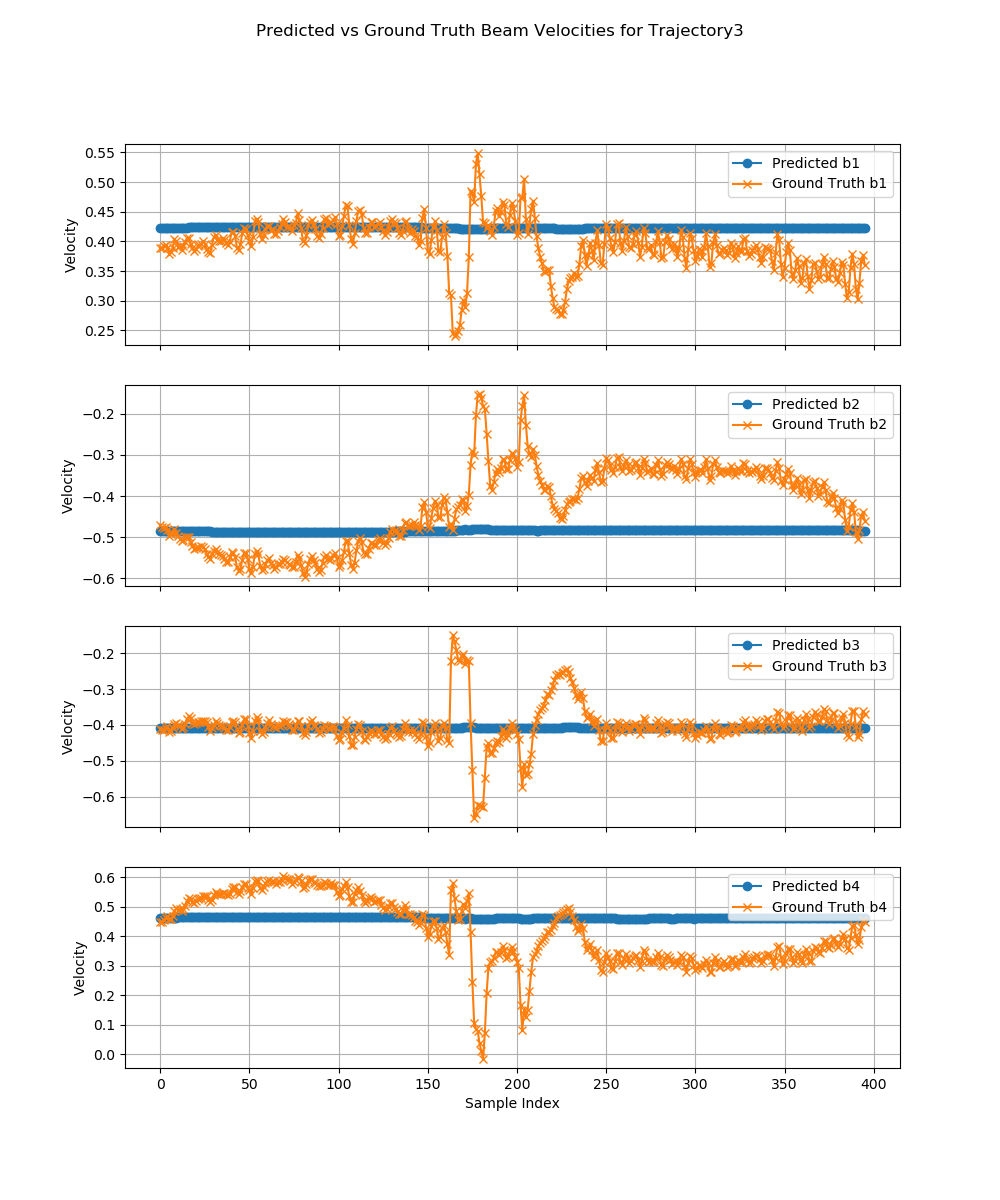 Predicted vs Ground Truth Beam Velocities for Trajectory3
0.55
0.50
0.45
0.40
0.35
0.30
0.25
Velocity
Predicted b1
Ground Truth b1
−0.2
−0.3
−0.4
−0.5
−0.6
Velocity
Predicted b2
Ground Truth b2
−0.2
−0.3
−0.4
−0.5
−0.6
Velocity
Predicted b3
Ground Truth b3
0.6
0.5
0.4
0.3
0.2
0.1
0.0
Velocity
Predicted b4
Ground Truth b4
0 50 100 150 200 250 300 350 400
Sample Index